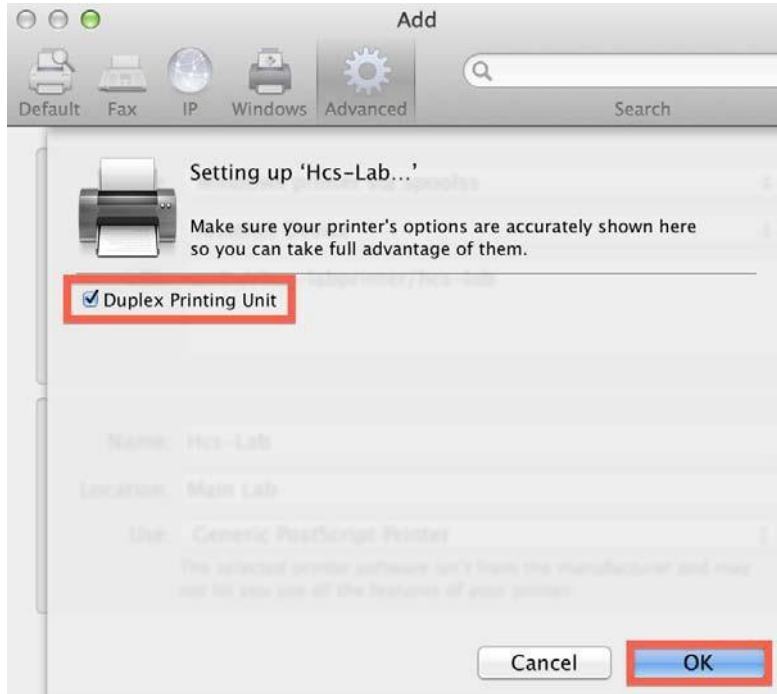 Add
Default Fax IP Windows Advanced Search
Setting up ‘Hcs-Lab...’
Make sure your printer's options are accurately shown here
so you can take full advantage of them.
Duplex Printing Unit
Name: Hcs-Lab
Location: Main Lab
Use: Generic PostScript Printer
The selected printer software isn't from the manufacturer and may
not let you use all the features of your printer.
Cancel OK